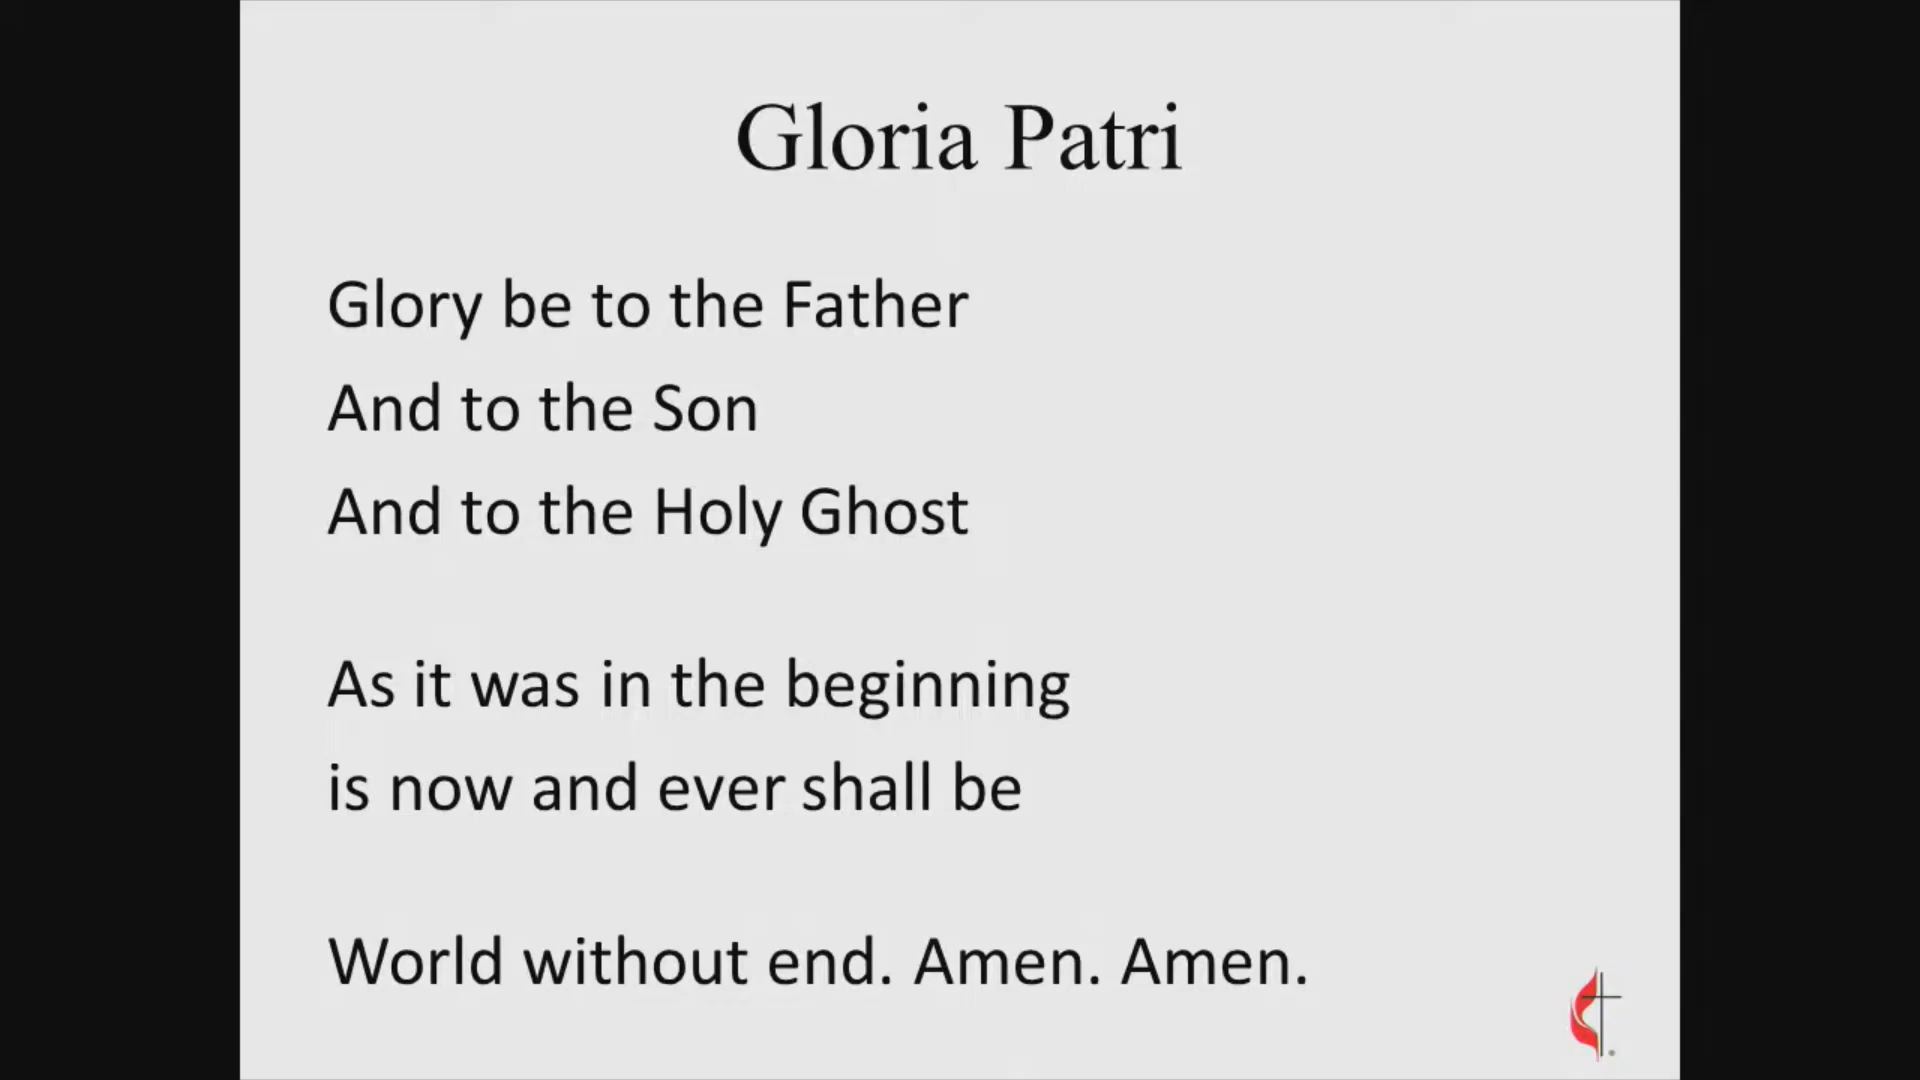 Gloria Patri
Glory be to the Father
And to the Son
And to the Holy Ghost
As it was in the beginning
is now and ever shall be
World without end. Amen. Amen.